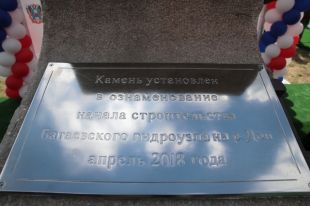 Камень установлен
в ознаменование
начала строительства
Багаевского гидроузла на р. Дон
апрель 2018 года